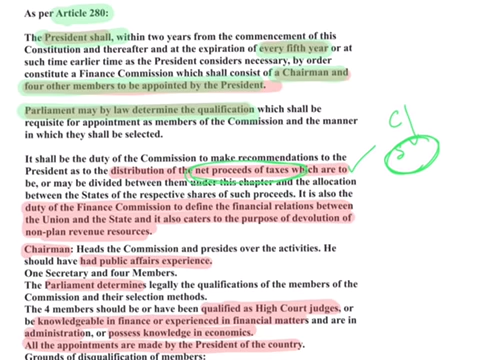 As per Article 280:
The President shall, within two years from the commencement of this
Constitution and thereafter and at the expiration of every fifth year or at
such time earlier time as the President considers necessary, by order
constitute a Finance Commission which shall consist of a Chairman and
four other members to be appointed by the President.
Parliament may by law determine the qualification which shall be
requisite for appointment as members of the Commission and the manner
in which they shall be selected.
It shall be the duty of the Commission to make recommendations to the
President as to the distribution of the net proceeds of taxes which are to
be, or may be divided between them under this chapter and the allocation
between the States of the respective shares of such proceeds. It is also the
duty of the Finance Commission to define the financial relations between
the Union and the State and it also caters to the purpose of devolution of
non-plan revenue resources.
Chairman: Heads the Commission and presides over the activities. He
should have had public affairs experience.
One Secretary and four Members.
The Parliament determines legally the qualifications of the members of the
Commission and their selection methods.
The 4 members should be or have been qualified as High Court judges, or
be knowledgeable in finance or experienced in financial matters and are in
administration, or possess knowledge in economics.
All the appointments are made by the President of the country.
Grounds of disqualification of members: